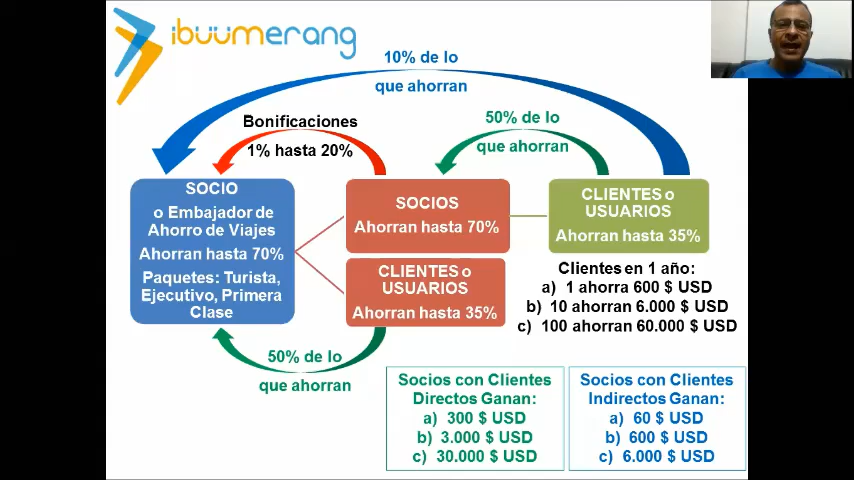 ibuumerang
10% de lo
que ahorran
Bonificaciones
1% hasta 20%
50% de lo
que ahorran
SOCIO
o Embajador de
Ahorro de Viajes
Ahorran hasta 70%
Paquetes: Turista,
Ejecutivo, Primera
Clase
SOCIOS
Ahorran hasta 70%
CLIENTES o
USUARIOS
Ahorran hasta 35%
CLIENTES o
USUARIOS
Ahorran hasta 35%
Clientes en 1 año:
a) 1 ahorra 600 $ USD
b) 10 ahorran 6.000 $ USD
c) 100 ahorran 60.000 $ USD
50% de lo
que ahorran
Socios con Clientes
Directos Ganan:
a) 300 $ USD
b) 3.000 $ USD
c) 30.000 $ USD
Socios con Clientes
Indirectos Ganan:
a) 60 $ USD
b) 600 $ USD
c) 6.000 $ USD